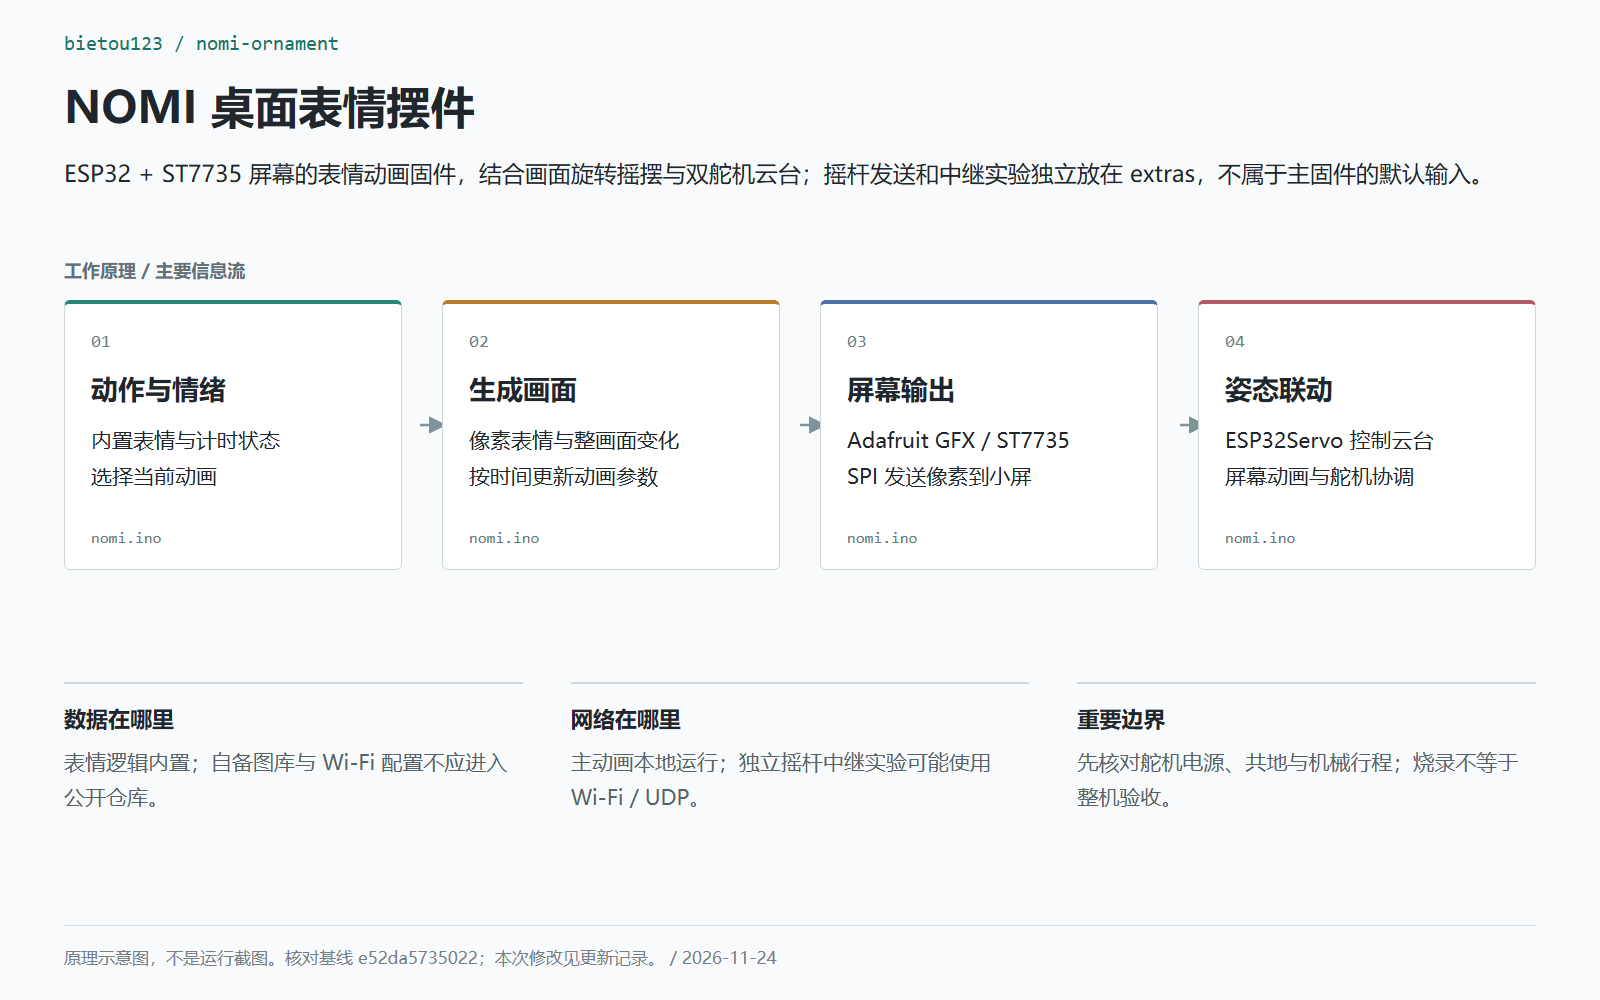 bietou123 / nomi-ornament
NOMI 桌面表情摆件
ESP32 + ST7735 屏幕的表情动画固件，结合画面旋转摇摆与双舵机云台；摇杆发送和中继实验独立放在 extras，不属于主固件的默认输入。
工作原理 / 主要信息流
01
动作与情绪
内置表情与计时状态
选择当前动画
nomi.ino
02
生成画面
像素表情与整画面变化
按时间更新动画参数
nomi.ino
03
屏幕输出
Adafruit GFX / ST7735
SPI 发送像素到小屏
nomi.ino
04
姿态联动
ESP32Servo 控制云台
屏幕动画与舵机协调
nomi.ino
数据在哪里
表情逻辑内置；自备图库与 Wi-Fi 配置不应进入
公开仓库。
网络在哪里
主动画本地运行；独立摇杆中继实验可能使用
Wi-Fi / UDP。
重要边界
先核对舵机电源、共地与机械行程；烧录不等于
整机验收。
原理示意图，不是运行截图。核对基线 e52da5735022；本次修改见更新记录。 / 2026-11-24